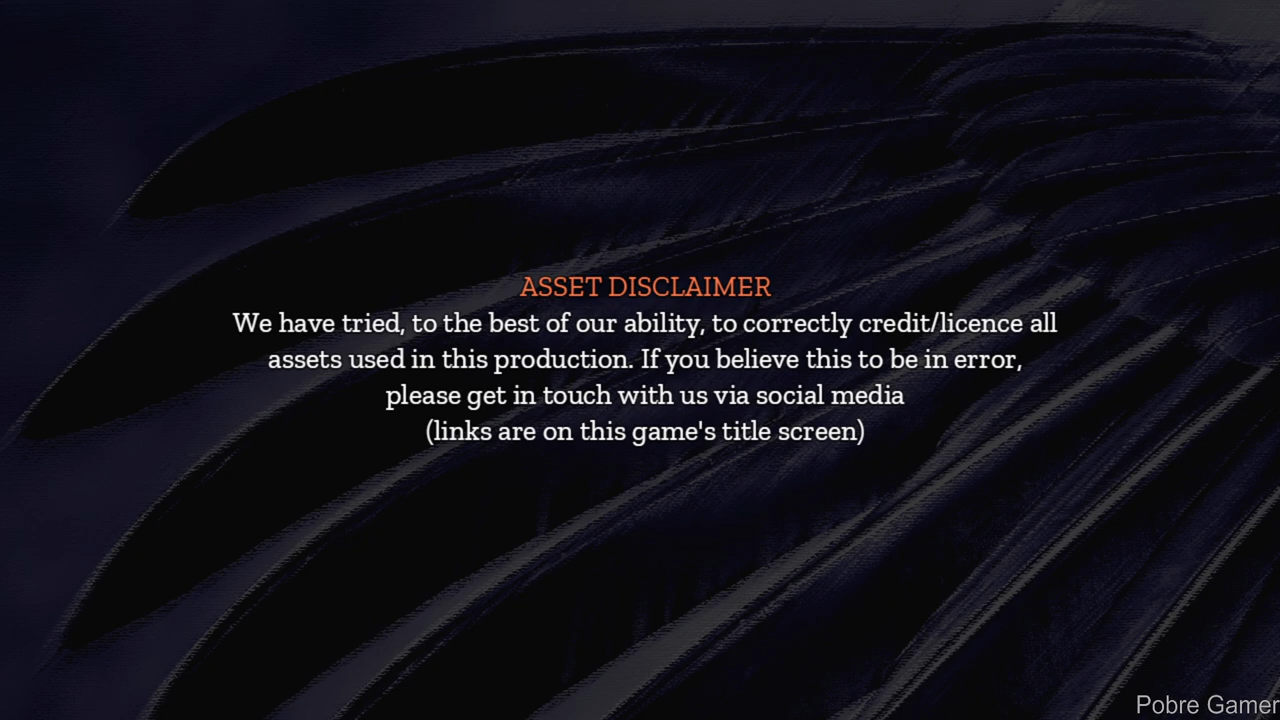 ASSET DISCLAIMER
We have tried, to the best of our ability, to correctly credit/licence all
assets used in this production. If you believe this to be in error,
please get in touch with us via social media
(links are on this game's title screen)
Pobre Gamer